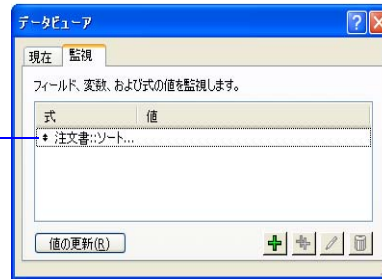 データビューア
現在 監視
フィールド、変数、および式の値を監視します。
式 値
注文書::ソート...
値の更新(R)